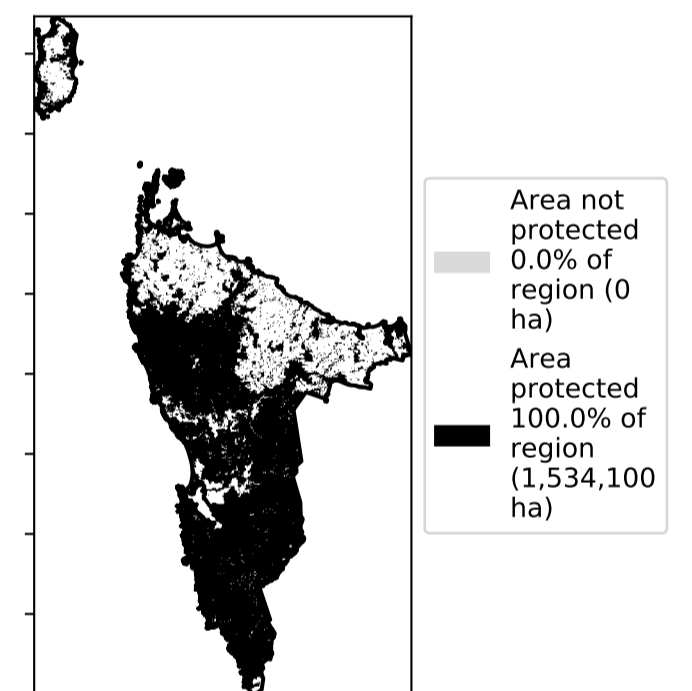 Area not
protected
0.0% of
region (0
ha)
Area
protected
100.0% of
region
(1,534,100
ha)